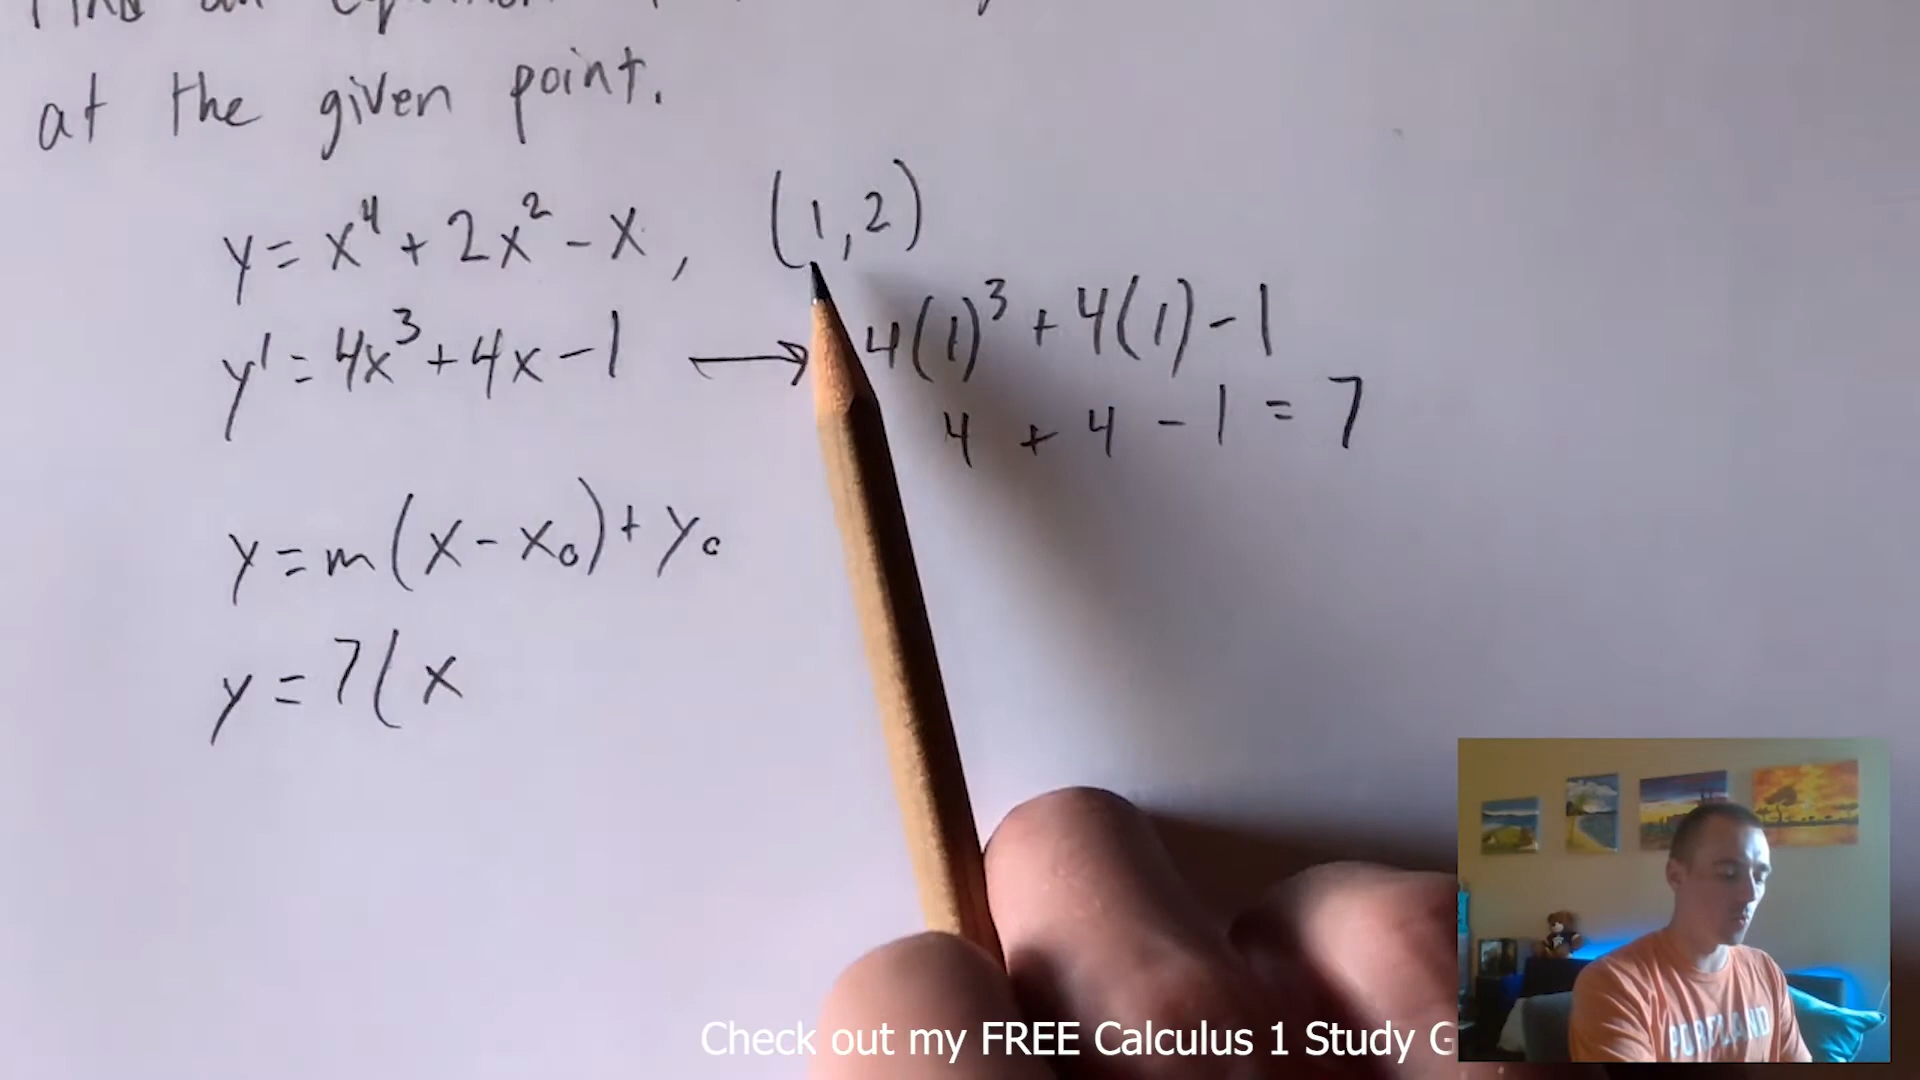 at the given point.
y = x⁴ + 2x² - x, (1,2)
y' = 4x³ + 4x - 1 → 4(1)³ + 4(1) - 1
4 + 4 - 1 = 7
y = m(x - x₀) + y₀
y = 7(x
Check out my FREE Calculus 1 Study G